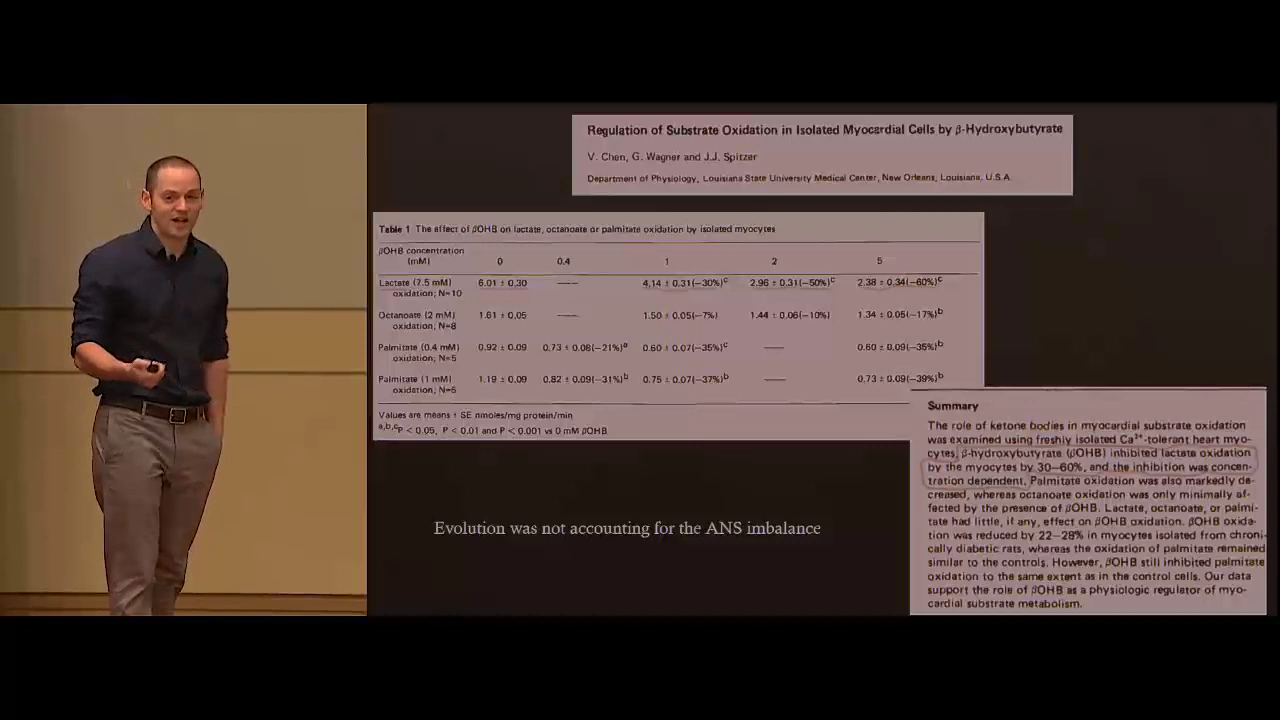 Regulation of Substrate Oxidation in Isolated Myocardial Cells by β-Hydroxybutyrate
V. Chen, G. Wagner and J.J. Spitzer
Department of Physiology, Louisiana State University Medical Center, New Orleans, Louisiana, U.S.A.
Table 1 The effect of βOHB on lactate, octanoate or palmitate oxidation by isolated myocytes
βOHB concentration
(mM) 0 0.4 1 2 5
Lactate (7.5 mM) 6.01 ± 0.30 —— 4.14 ± 0.31(−30%)c 2.96 ± 0.31(−50%)c 2.38 ± 0.34(−60%)c
oxidation; N=10
Octanoate (2 mM) 1.61 ± 0.05 —— 1.50 ± 0.05(−7%) 1.44 ± 0.06(−10%) 1.34 ± 0.05(−17%)b
oxidation; N=8
Palmitate (0.4 mM) 0.92 ± 0.09 0.73 ± 0.08(−21%)a 0.60 ± 0.07(−35%)c —— 0.60 ± 0.09(−35%)b
oxidation; N=5
Palmitate (1 mM) 1.19 ± 0.09 0.82 ± 0.09(−31%)b 0.75 ± 0.07(−37%)b —— 0.73 ± 0.09(−39%)b
oxidation; N=5
Values are means ± SE nmoles/mg protein/min
a,b,cP < 0.05, P < 0.01 and P < 0.001 vs 0 mM βOHB
Summary
The role of ketone bodies in myocardial substrate oxidation
was examined using freshly isolated Ca2+-tolerant heart myo-
cytes. β-hydroxybutyrate (βOHB) inhibited lactate oxidation
by the myocytes by 30–60%, and the inhibition was concen-
tration dependent. Palmitate oxidation was also markedly de-
creased, whereas octanoate oxidation was only minimally af-
fected by the presence of βOHB. Lactate, octanoate, or palmi-
tate had little, if any, effect on βOHB oxidation. βOHB oxida-
tion was reduced by 22–28% in myocytes isolated from chroni-
cally diabetic rats, whereas the oxidation of palmitate remained
similar to the controls. However, βOHB still inhibited palmitate
oxidation to the same extent as in the control cells. Our data
support the role of βOHB as a physiologic regulator of myo-
cardial substrate metabolism.
Evolution was not accounting for the ANS imbalance